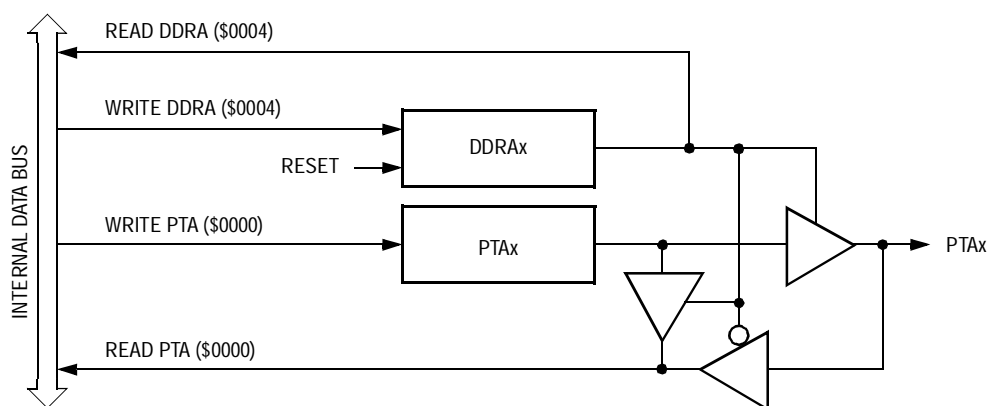 READ DDRA ($0004)
WRITE DDRA ($0004)
DDRAx
RESET
INTERNAL DATA BUS
WRITE PTA ($0000)
PTAx
PTAx
READ PTA ($0000)